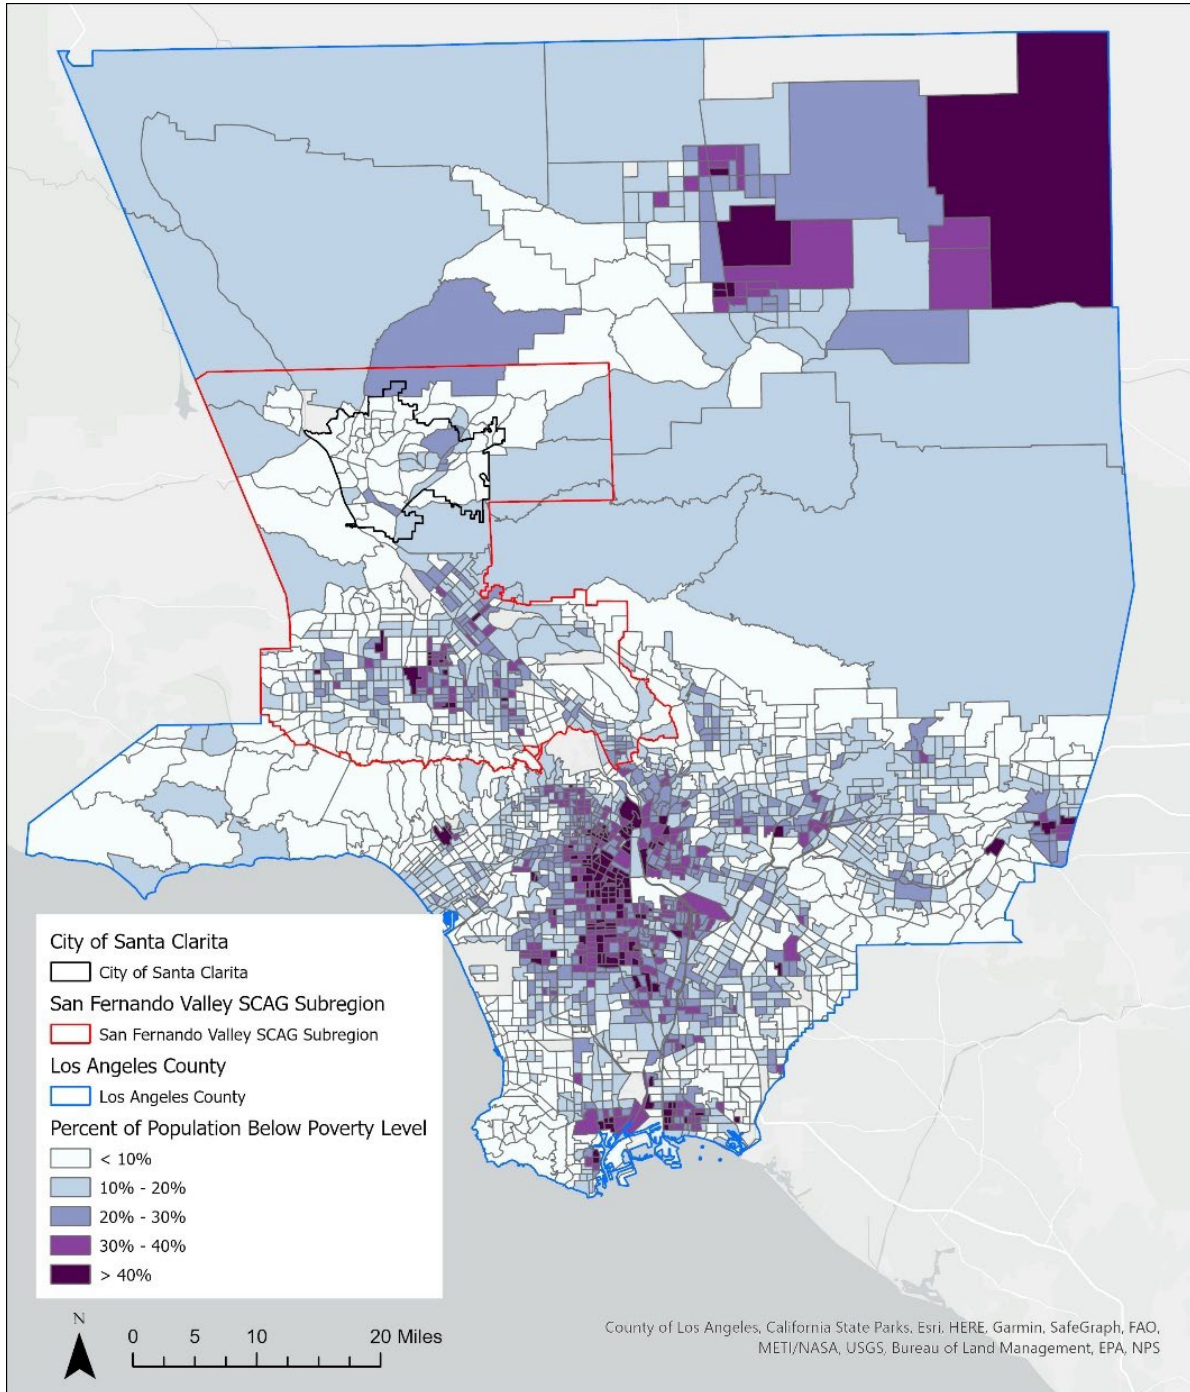 City of Santa Clarita
City of Santa Clarita
San Fernando Valley SCAG Subregion
San Fernando Valley SCAG Subregion
Los Angeles County
Los Angeles County
Percent of Population Below Poverty Level
< 10%
10% - 20%
20% - 30%
30% - 40%
> 40%
N
0 5 10 20 Miles
County of Los Angeles, California State Parks, Esri, HERE, Garmin, SafeGraph, FAO,
METI/NASA, USGS, Bureau of Land Management, EPA, NPS